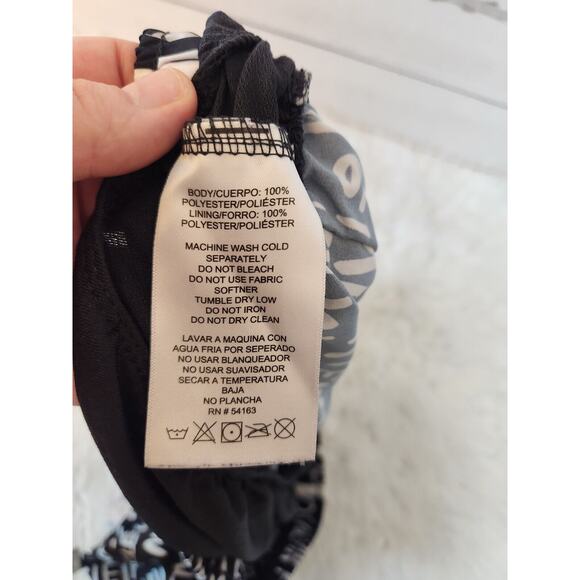 BODY/CUERPO: 100%
POLYESTER/POLIÉSTER
LINING/FORRO: 100%
POLYESTER/POLIÉSTER
MACHINE WASH COLD
SEPARATELY
DO NOT BLEACH
DO NOT USE FABRIC
SOFTNER
TUMBLE DRY LOW
DO NOT IRON
DO NOT DRY CLEAN
LAVAR A MAQUINA CON
AGUA FRIA POR SEPERADO
NO USAR BLANQUEADOR
NO USAR SUAVISADOR
SECAR A TEMPERATURA
BAJA
NO PLANCHA
RN # 54163